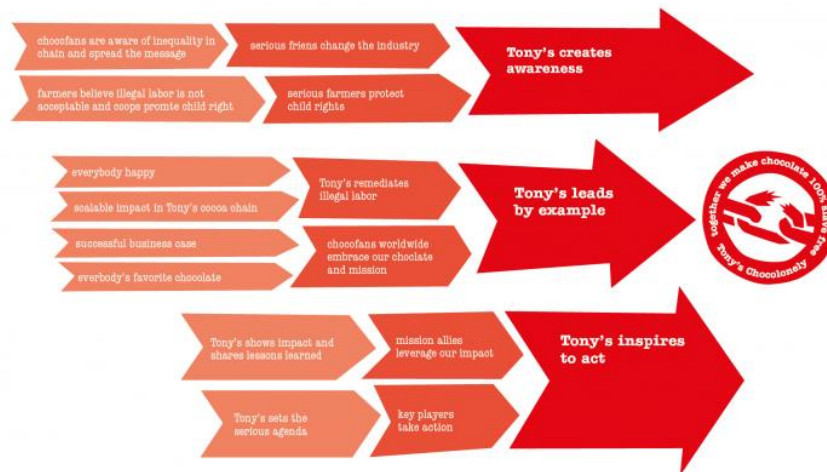 chocofans are aware of inequality in
chain and spread the message
serious friens change the industry
Tony's creates
awareness
farmers believe illegal labor is not
acceptable and coops promte child right
serious farmers protect
child rights
everybody happy
scalable impact in Tony's cocoa chain
Tony's remediates
illegal labor
Tony's leads
by example
successful business case
everbody's favorite chocolate
chocofans worldwide
embrace our choclate
and mission
together we make chocolate 100% slave free
Tony's Chocolonely
Tony's shows impact and
shares lessons learned
mission allies
leverage our impact
Tony's inspires
to act
Tony's sets the
serious agenda
key players
take action